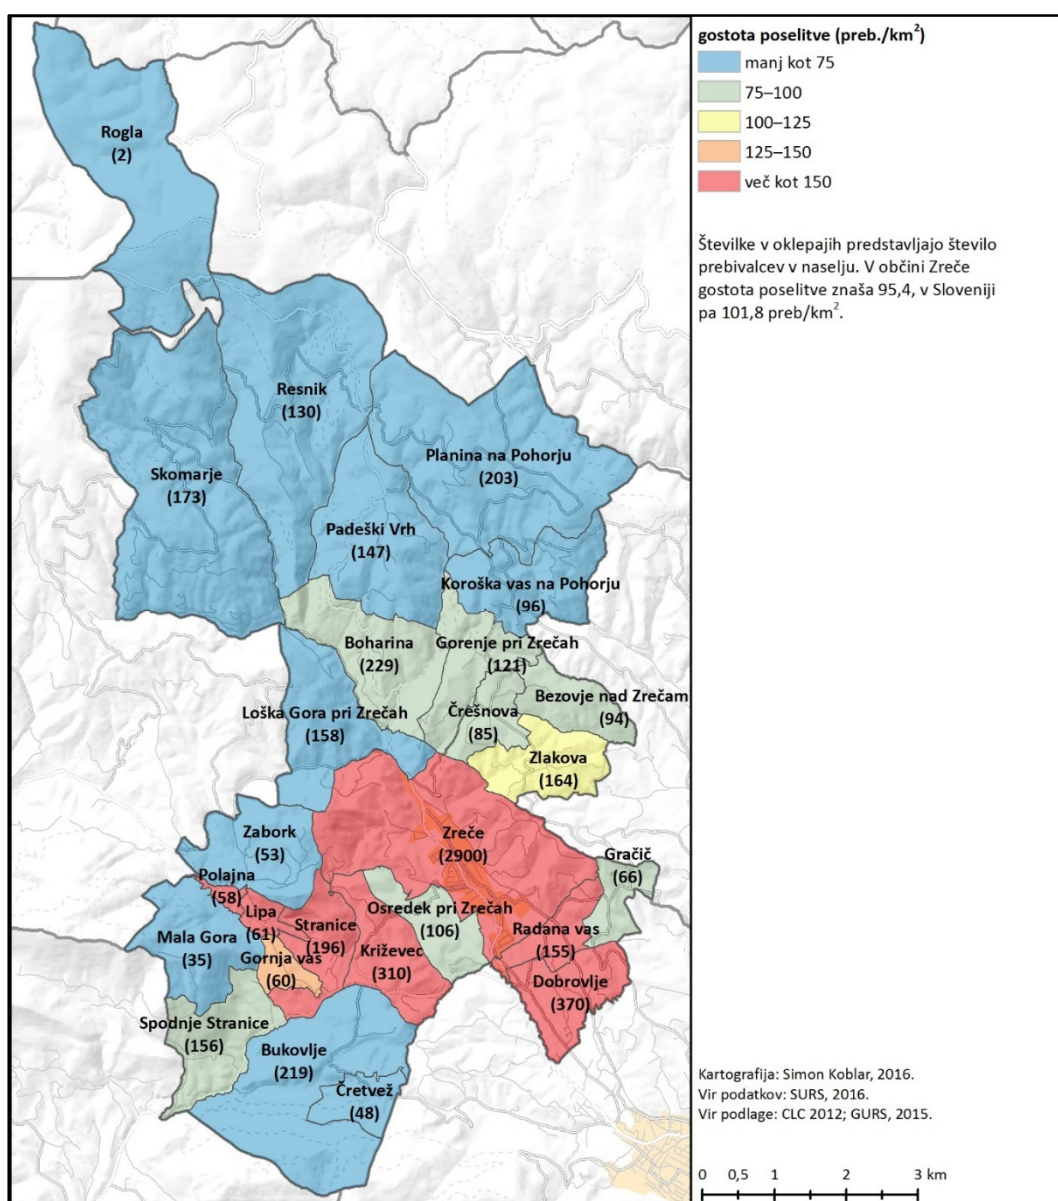 gostota poselitve (preb./km²)
manj kot 75
75–100
100–125
125–150
več kot 150
Številke v oklepajih predstavljajo število
prebivalcev v naselju. V občini Zreče
gostota poselitve znaša 95,4, v Sloveniji
pa 101,8 preb/km².
Rogla
(2)
Resnik
(130)
Planina na Pohorju
(203)
Skomarje
(173)
Padeški Vrh
(147)
Koroška vas na Pohorju
(96)
Boharina
(229)
Gorenje pri Zrečah
(121)
Bezovje nad Zrečam
(94)
Loška Gora pri Zrečah
(158)
Črešnova
(85)
Zlakova
(164)
Zabork
(53)
Zreče
(2900)
Gračič
(66)
Polajna
(58)
Lipa
(61)
Stranice
(196)
Osredek pri Zrečah
(106)
Radana vas
(155)
Mala Gora
(35)
Gornja vas
(60)
Križevec
(310)
Dobrovlje
(370)
Spodnje Stranice
(156)
Bukovlje
(219)
Čretvež
(48)
Kartografija: Simon Koblar, 2016.
Vir podatkov: SURS, 2016.
Vir podlage: CLC 2012; GURS, 2015.
0 0,5 1 2 3 km